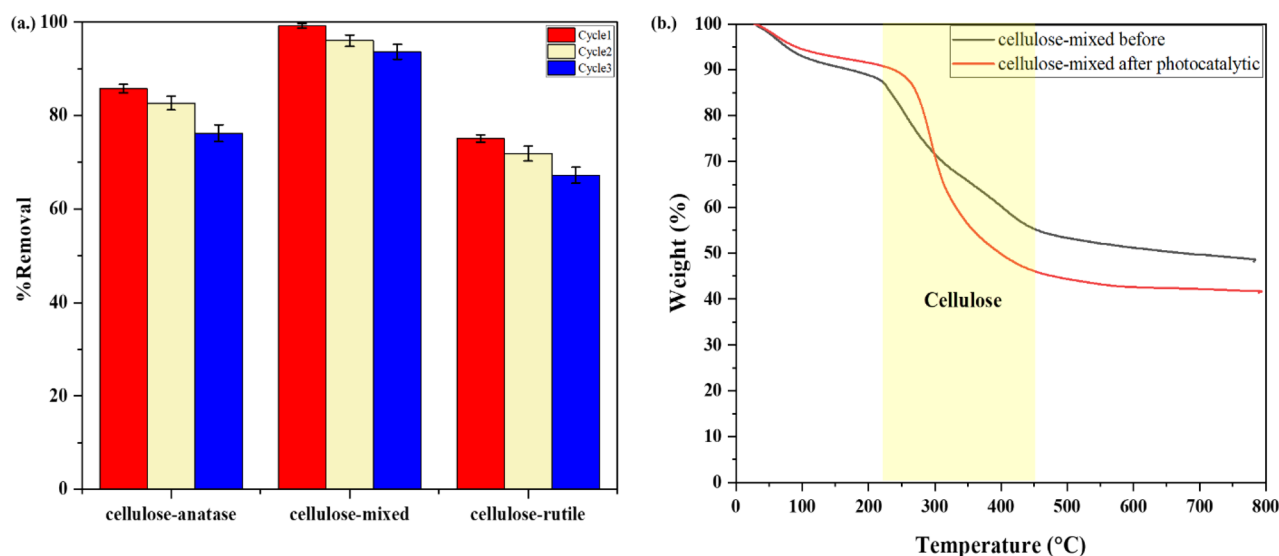 (a.)
100
80
60
40
20
0
%Removal
Cycle1
Cycle2
Cycle3
cellulose-anatase
cellulose-mixed
cellulose-rutile
(b.)
100
90
80
70
60
50
40
30
20
10
0
Weight (%)
cellulose-mixed before
cellulose-mixed after photocatalytic
Cellulose
0 100 200 300 400 500 600 700 800
Temperature (°C)